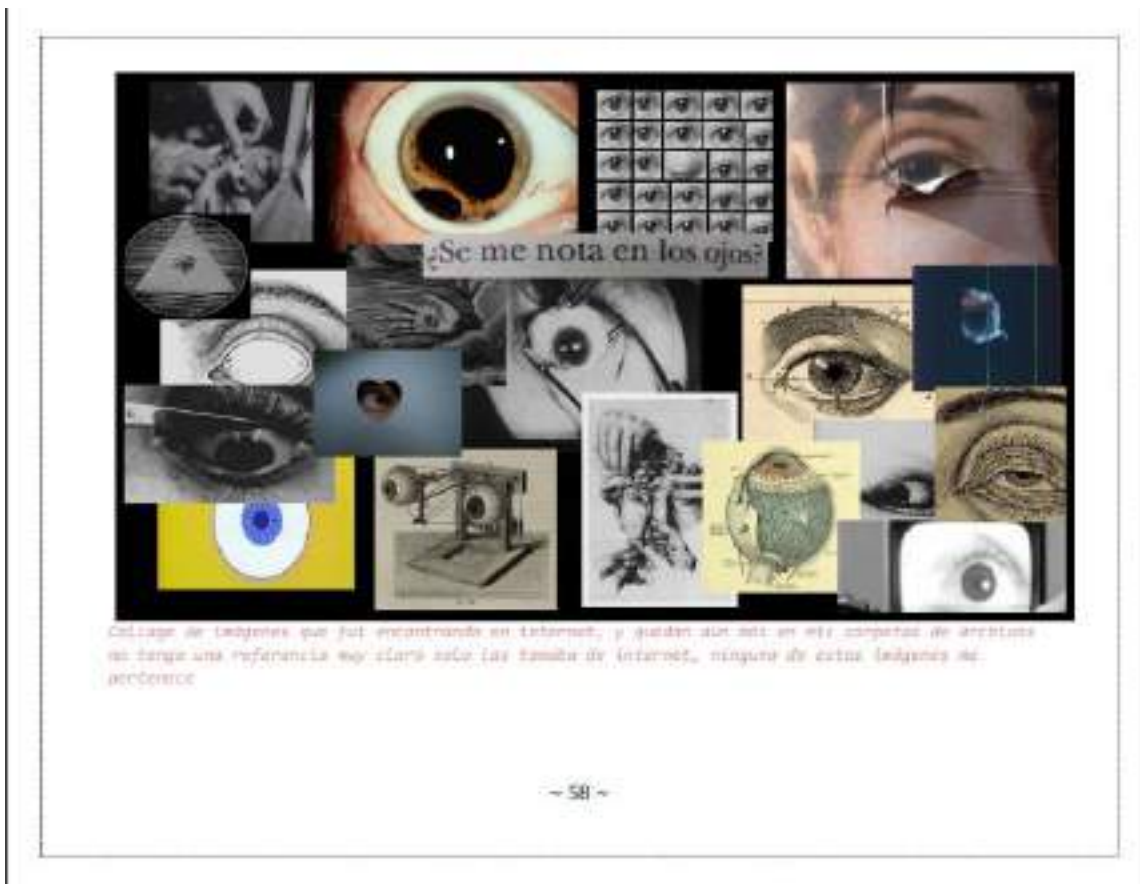 ¿Se me nota en los ojos?
Collage de imágenes que fui encontrando en internet, y quedan aun más en mis carpetas de archivos
no tengo una referencia muy clara solo las tomaba de internet, ninguna de estas imágenes me
pertenece
~ 58 ~